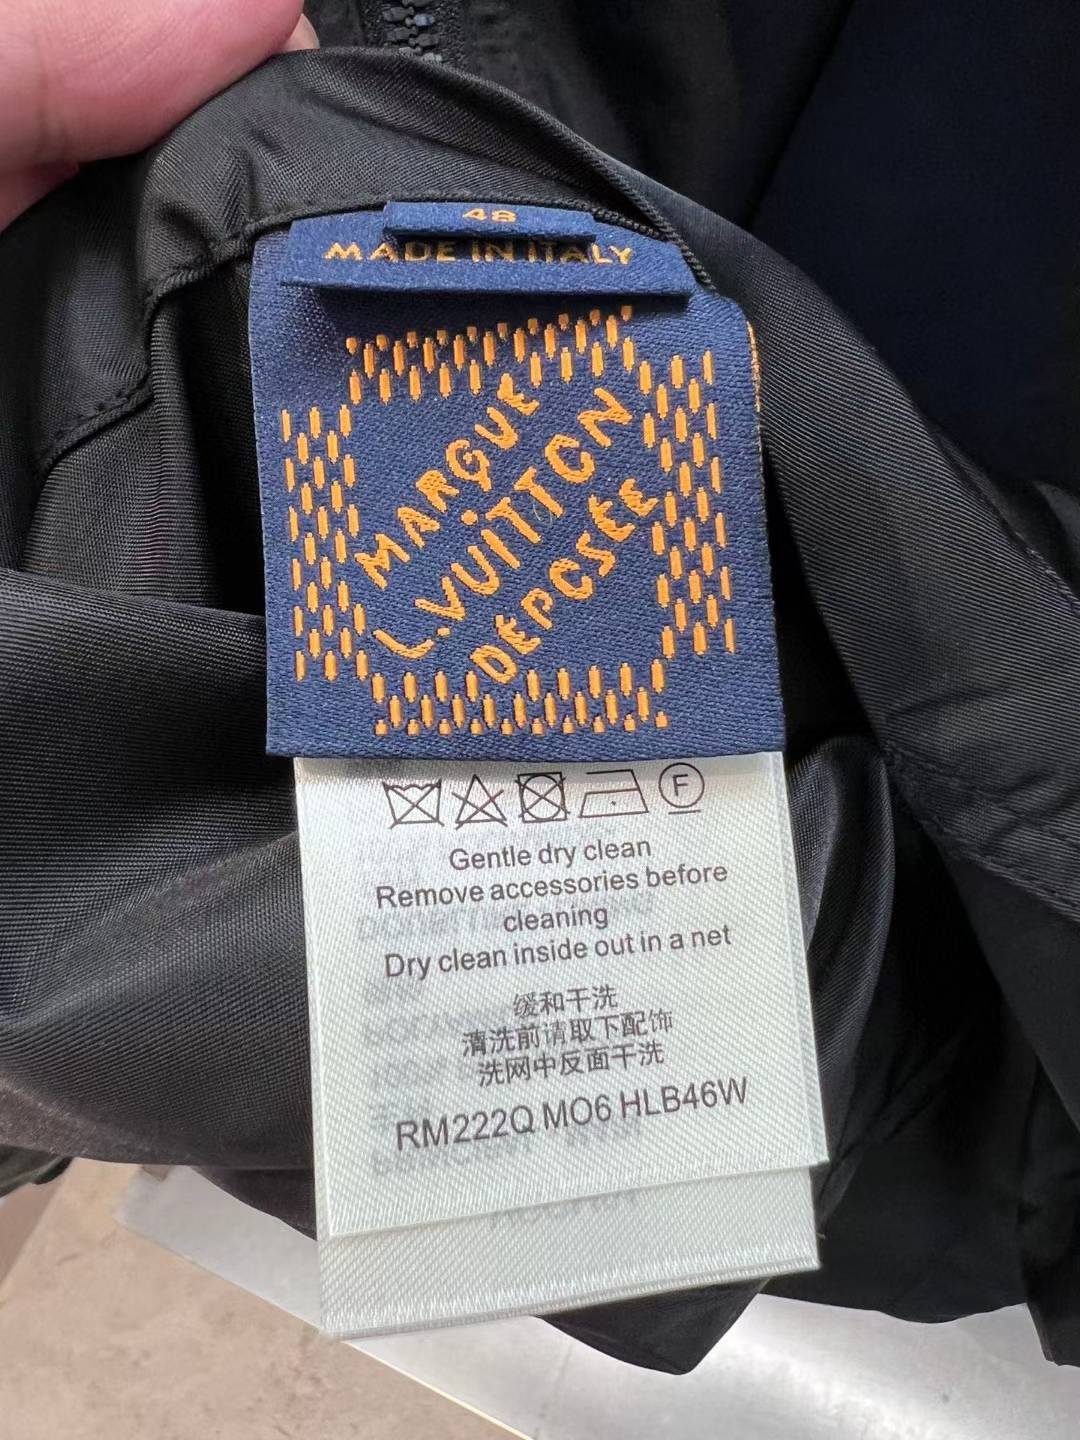 48
MADE IN ITALY
MARQUE
L.VUITTON
DÉPOSÉE
F
Gentle dry clean
Remove accessories before
cleaning
Dry clean inside out in a net
缓和干洗
清洗前请取下配饰
洗网中反面干洗
RM222Q MO6 HLB46W